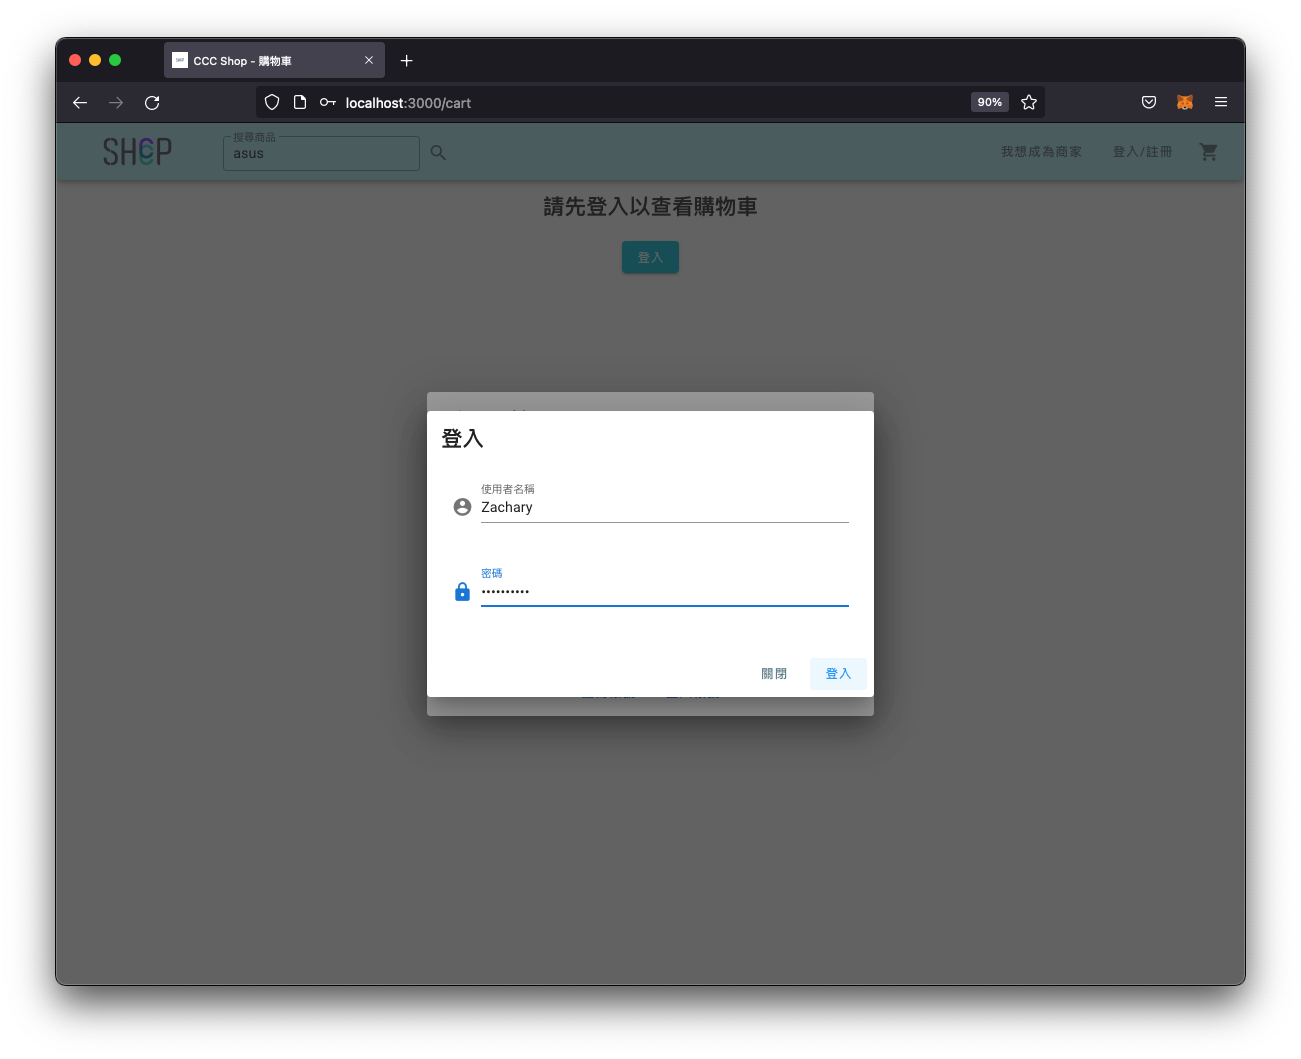 CCC Shop - 購物車
localhost:3000/cart
90%
SHCCP
搜尋商品
asus
我想成為商家
登入/註冊
請先登入以查看購物車
登入
登入
使用者名稱
Zachary
密碼
••••••••••
關閉
登入